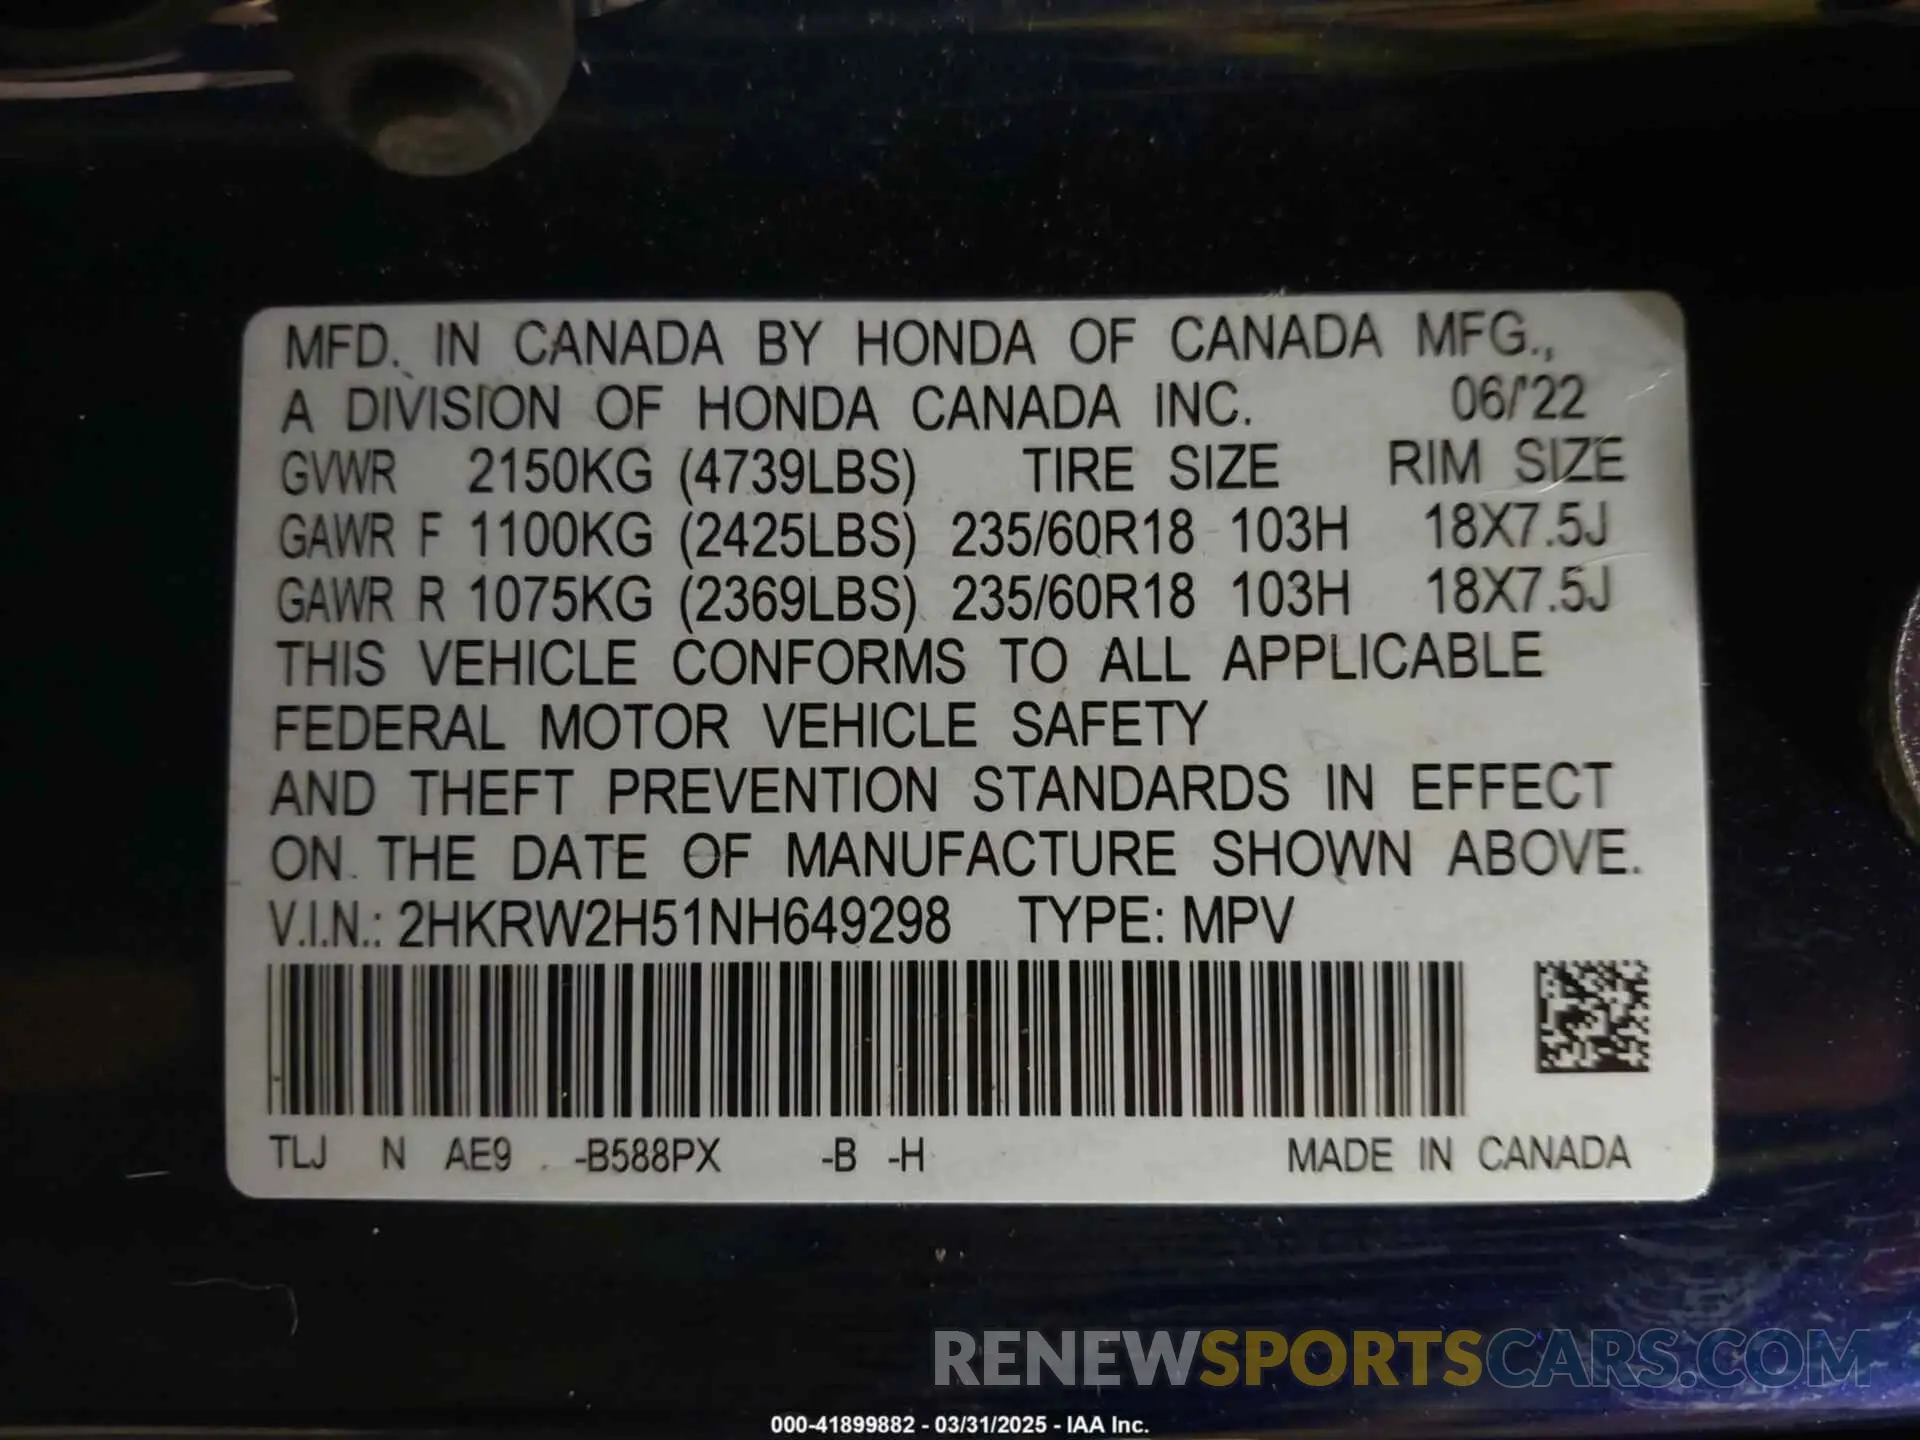 MFD. IN CANADA BY HONDA OF CANADA MFG.,
A DIVISION OF HONDA CANADA INC. 06/'22
GVWR 2150KG (4739LBS) TIRE SIZE RIM SIZE
GAWR F 1100KG (2425LBS) 235/60R18 103H 18X7.5J
GAWR R 1075KG (2369LBS) 235/60R18 103H 18X7.5J
THIS VEHICLE CONFORMS TO ALL APPLICABLE
FEDERAL MOTOR VEHICLE SAFETY
AND THEFT PREVENTION STANDARDS IN EFFECT
ON THE DATE OF MANUFACTURE SHOWN ABOVE.
V.I.N.: 2HKRW2H51NH649298 TYPE: MPV
TLJ N AE9 -B588PX -B -H MADE IN CANADA
RENEWSPORTSCARS.COM
000-41899882 - 03/31/2025 - IAA Inc.